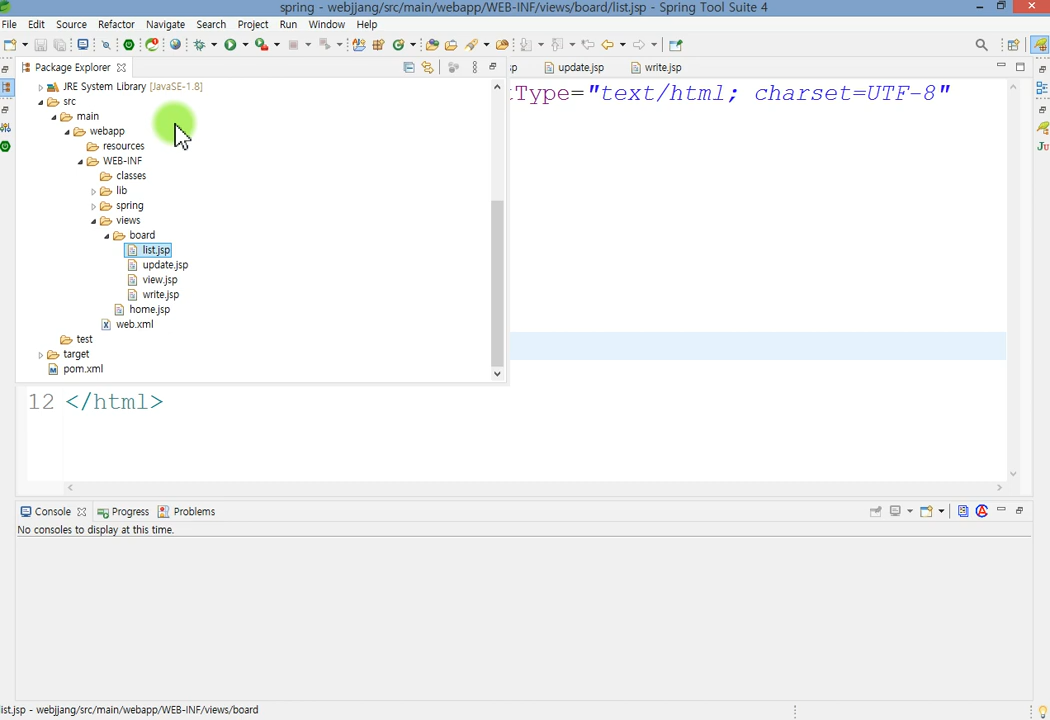 spring - webjjang/src/main/webapp/WEB-INF/views/board/list.jsp - Spring Tool Suite 4
File Edit Source Refactor Navigate Search Project Run Window Help
Package Explorer
update.jsp
write.jsp
JRE System Library [JavaSE-1.8]
tType="text/html; charset=UTF-8"
src
main
webapp
resources
WEB-INF
classes
lib
spring
views
board
list.jsp
update.jsp
view.jsp
write.jsp
home.jsp
web.xml
test
target
pom.xml
12 </html>
Console Progress Problems
No consoles to display at this time.
ist.jsp - webjjang/src/main/webapp/WEB-INF/views/board